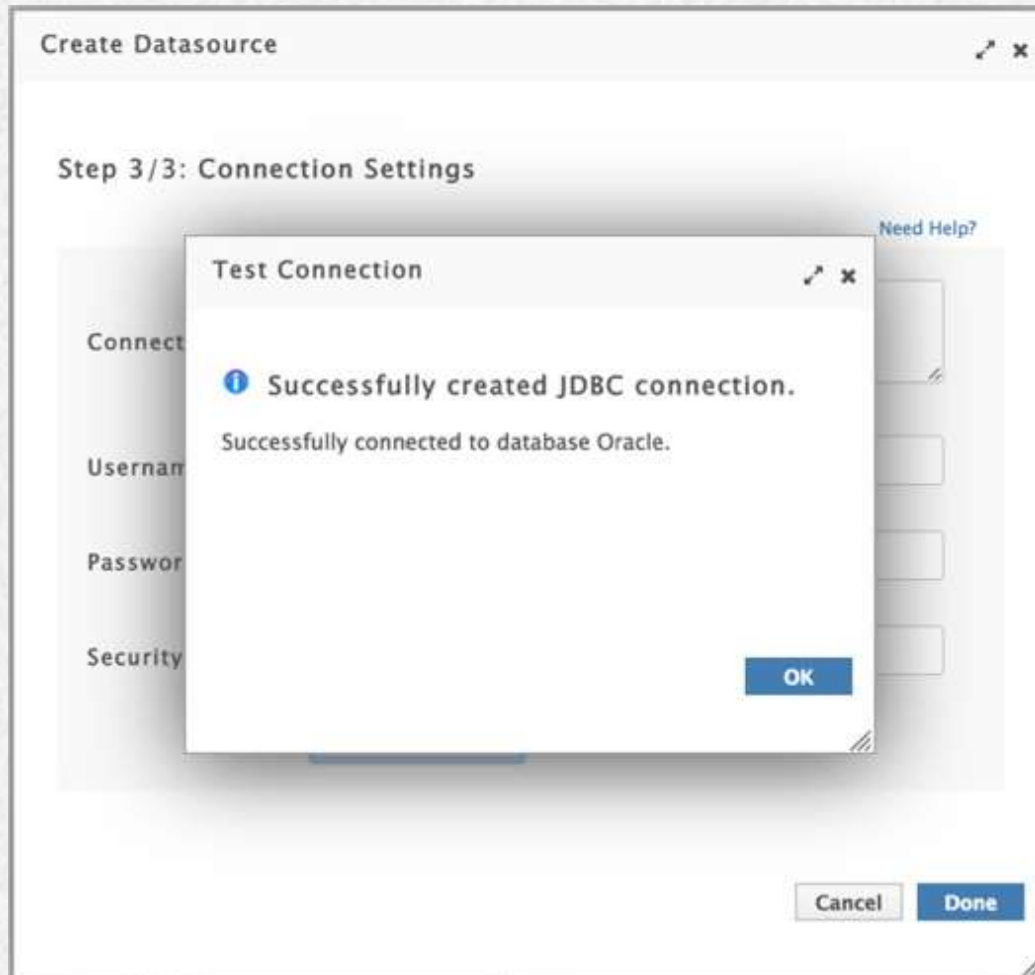 Create Datasource
Step 3/3: Connection Settings
Need Help?
Test Connection
Connect
Successfully created JDBC connection.
Successfully connected to database Oracle.
Usernam
Passwor
Security
OK
Cancel
Done